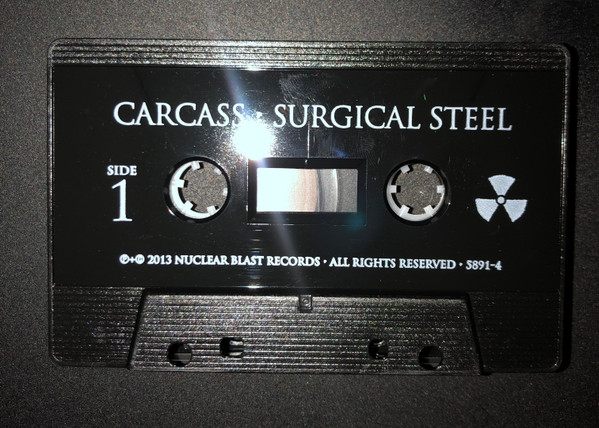 CARCASS · SURGICAL STEEL
SIDE
1
℗+© 2013 NUCLEAR BLAST RECORDS · ALL RIGHTS RESERVED · 5891-4